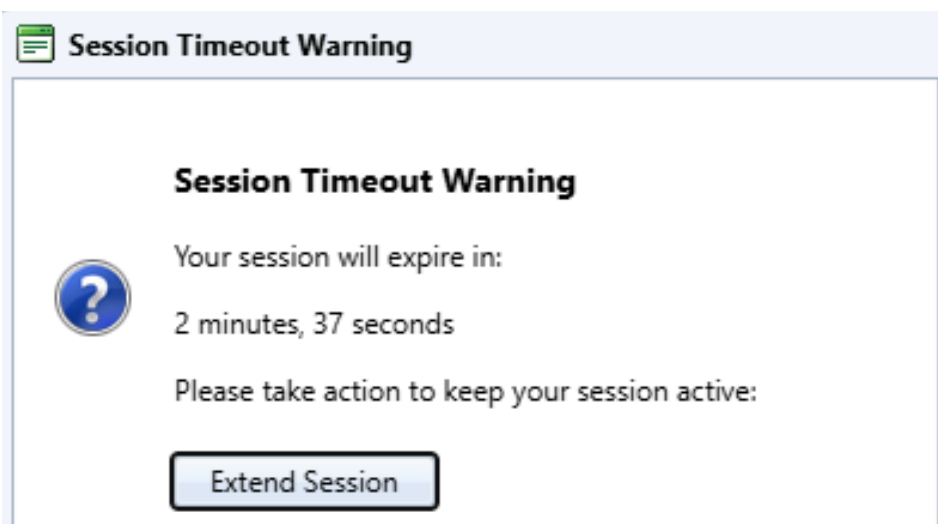 Session Timeout Warning
Session Timeout Warning
Your session will expire in:
2 minutes, 37 seconds
Please take action to keep your session active:
Extend Session